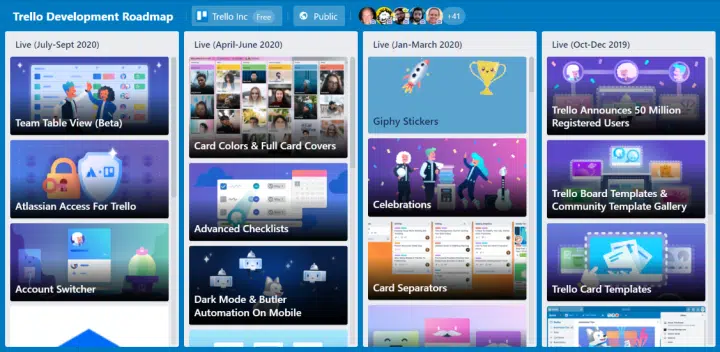 Trello Development Roadmap
Trello Inc Free
Public
+41
Live (July-Sept 2020)
Team Table View (Beta)
Atlassian Access For Trello
Account Switcher
Live (April-June 2020)
Card Colors & Full Card Covers
Advanced Checklists
Dark Mode & Butler
Automation On Mobile
Live (Jan-March 2020)
Giphy Stickers
Celebrations
Card Separators
Live (Oct-Dec 2019)
Trello Announces 50 Million
Registered Users
Trello Board Templates &
Community Template Gallery
Trello Card Templates